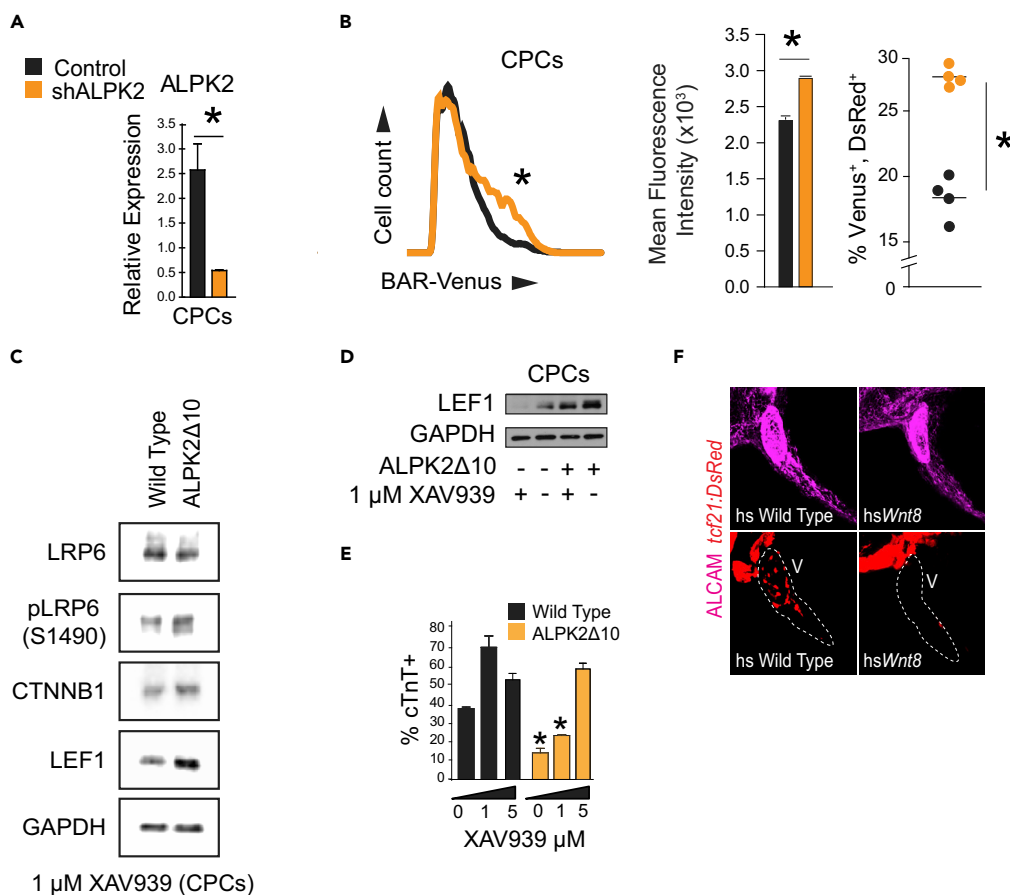 A
Control
shALPK2
ALPK2
*
Relative Expression
3.5
3.0
2.5
2.0
1.5
1.0
0.5
0.0
CPCs
B
CPCs
Cell count
*
BAR-Venus
Mean Fluorescence
Intensity (x10³)
3.5
3.0
2.5
2.0
1.5
1.0
0.5
0.0
*
% Venus⁺, DsRed⁺
30
25
20
15
0
*
C
Wild Type
ALPK2Δ10
LRP6
pLRP6
(S1490)
CTNNB1
LEF1
GAPDH
1 µM XAV939 (CPCs)
D
CPCs
LEF1
GAPDH
ALPK2Δ10 - - + +
1 µM XAV939 + - + -
E
Wild Type
ALPK2Δ10
% cTnT+
80
70
60
50
40
30
20
10
0
* *
0 1 5 0 1 5
XAV939 µM
F
ALCAM tcf21:DsRed
hs Wild Type
hsWnt8
V
V
hs Wild Type
hsWnt8